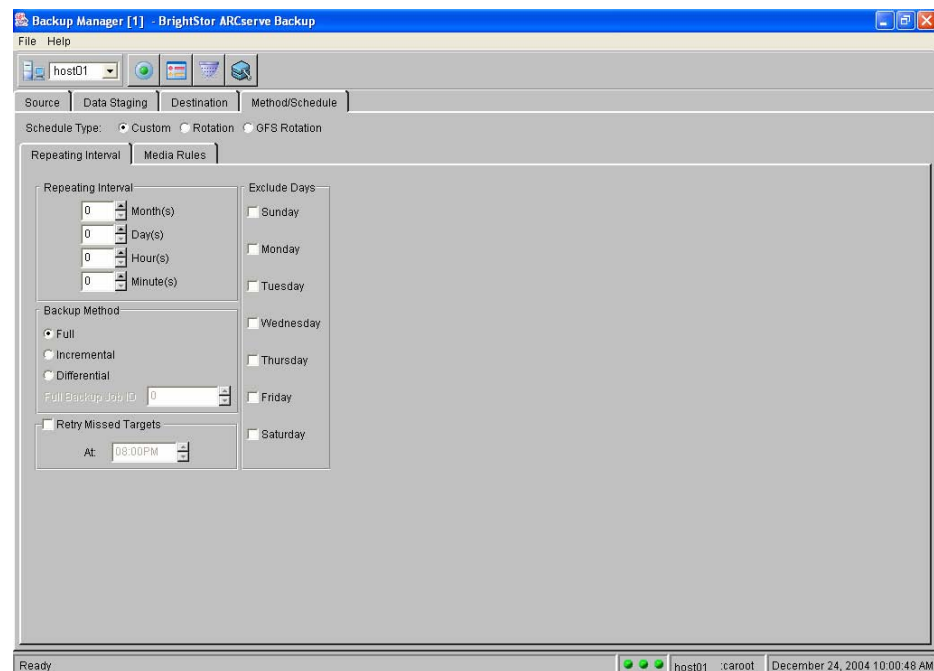 Backup Manager [1] - BrightStor ARCserve Backup
File Help
host01
Source Data Staging Destination Method/Schedule
Schedule Type: Custom Rotation GFS Rotation
Repeating Interval Media Rules
Repeating Interval
0 Month(s)
0 Day(s)
0 Hour(s)
0 Minute(s)
Backup Method
Full
Incremental
Differential
Full Backup Job ID 0
Retry Missed Targets
At: 08:00PM
Exclude Days
Sunday
Monday
Tuesday
Wednesday
Thursday
Friday
Saturday
Ready host01 :caroot December 24, 2004 10:00:48 AM